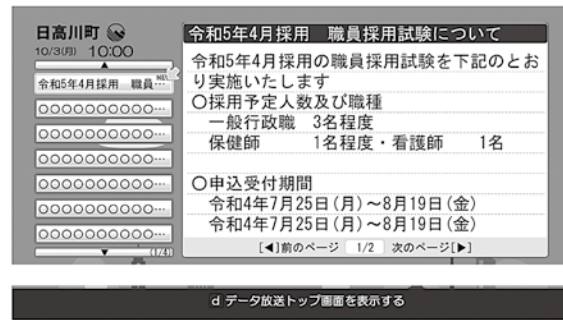 日高川町
10/3(月) 10:00
令和5年4月採用 職員…
NEW
○○○○○○○○○○…
○○○○○○○○○○…
○○○○○○○○○○…
○○○○○○○○○○…
○○○○○○○○○○…
○○○○○○○○○○…
(1/4)
令和5年4月採用 職員採用試験について
令和5年4月採用の職員採用試験を下記のとお
り実施いたします
○採用予定人数及び職種
一般行政職 3名程度
保健師 1名程度・看護師 1名
○申込受付期間
令和4年7月25日(月)~8月19日(金)
令和4年7月25日(月)~8月19日(金)
[◀]前のページ 1/2 次のページ[▶]
d データ放送トップ画面を表示する